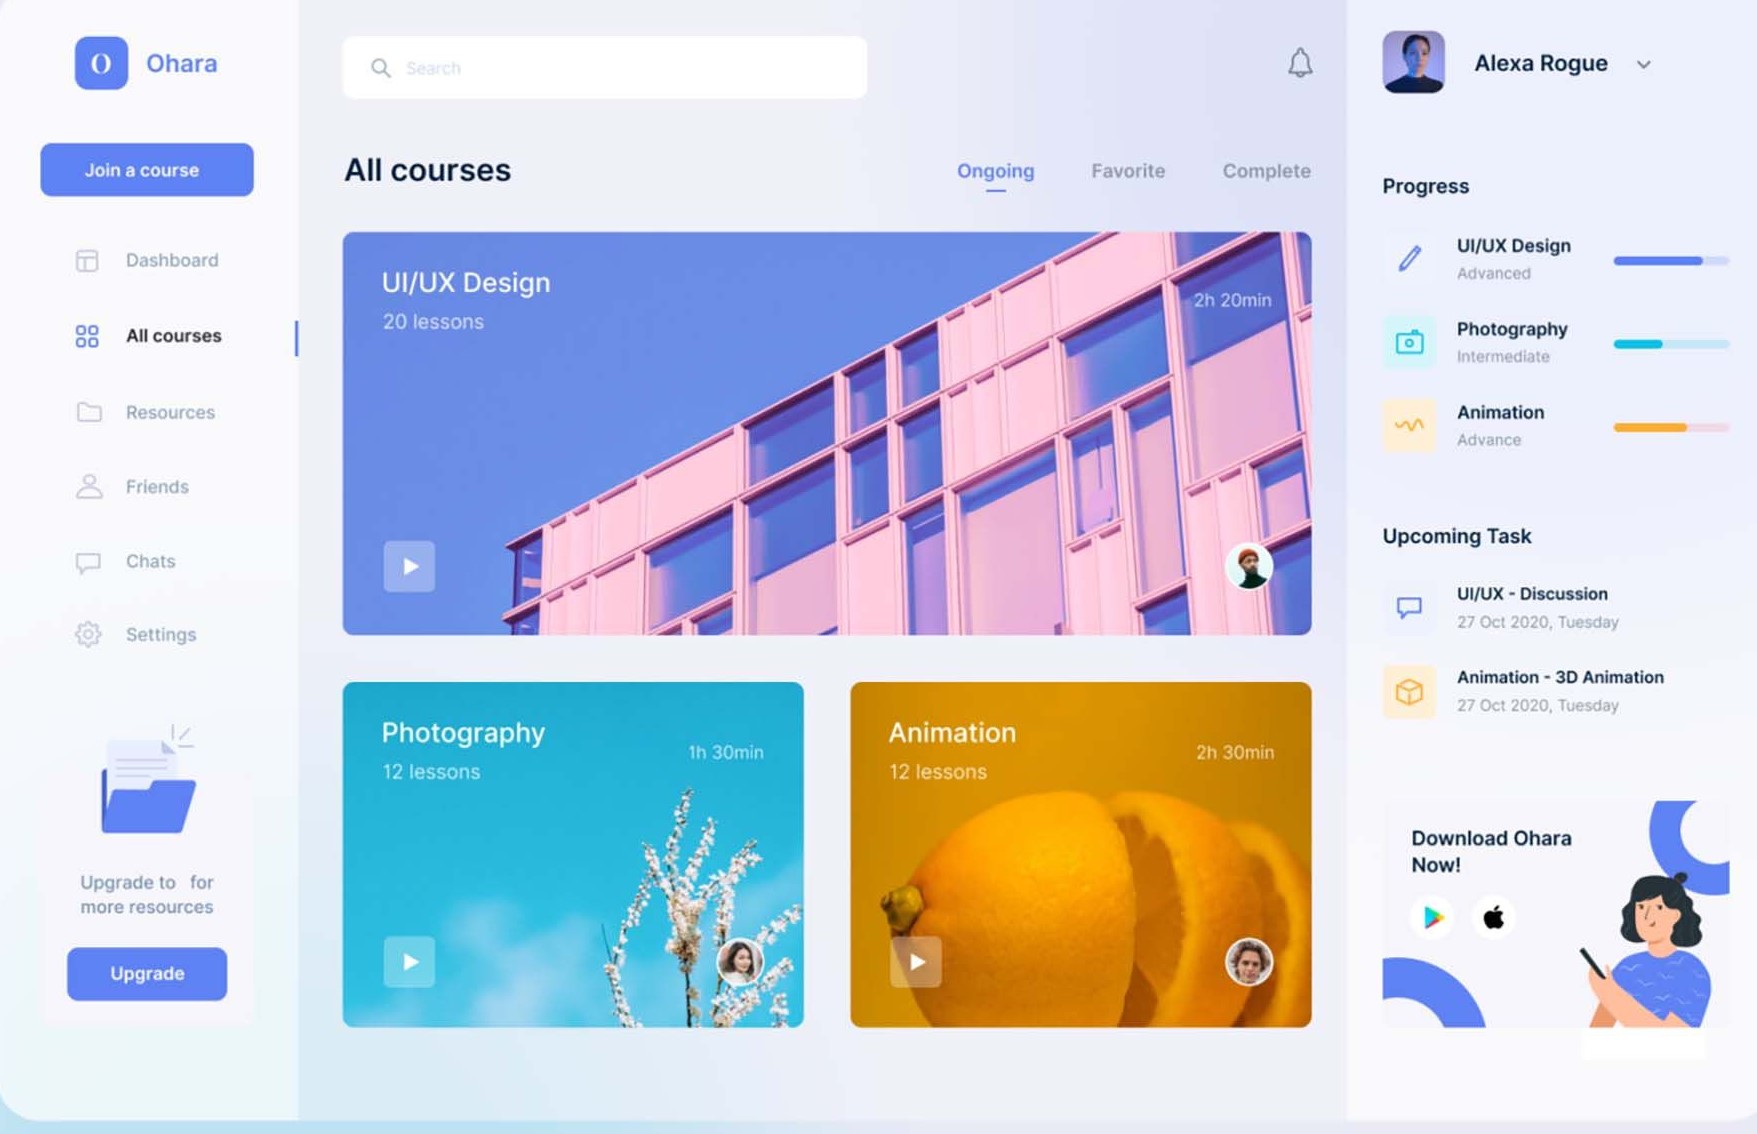 O
Ohara
Join a course
Dashboard
All courses
Resources
Friends
Chats
Settings
Upgrade to for
more resources
Upgrade
Search
All courses
Ongoing
Favorite
Complete
UI/UX Design
20 lessons
2h 20min
Photography
12 lessons
1h 30min
Animation
12 lessons
2h 30min
Alexa Rogue
Progress
UI/UX Design
Advanced
Photography
Intermediate
Animation
Advance
Upcoming Task
UI/UX - Discussion
27 Oct 2020, Tuesday
Animation - 3D Animation
27 Oct 2020, Tuesday
Download Ohara
Now!